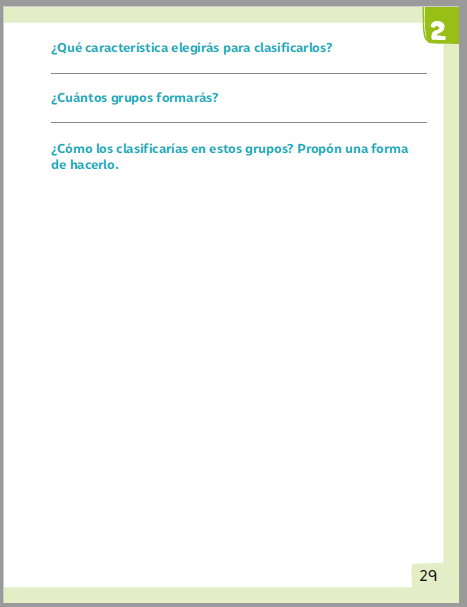 2
¿Qué característica elegirás para clasificarlos?
¿Cuántos grupos formarás?
¿Cómo los clasificarías en estos grupos? Propón una forma
de hacerlo.
29